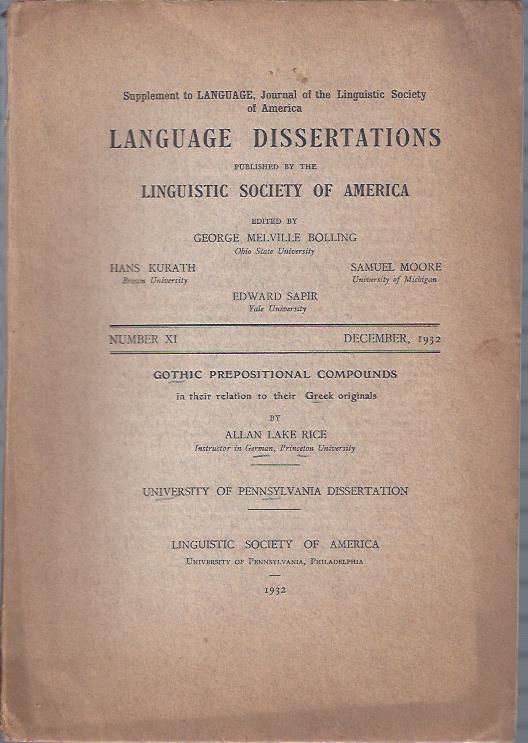 Supplement to LANGUAGE, Journal of the Linguistic Society
of America
LANGUAGE DISSERTATIONS
PUBLISHED BY THE
LINGUISTIC SOCIETY OF AMERICA
EDITED BY
GEORGE MELVILLE BOLLING
Ohio State University
HANS KURATH
Brown University
SAMUEL MOORE
University of Michigan
EDWARD SAPIR
Yale University
NUMBER XI DECEMBER, 1932
GOTHIC PREPOSITIONAL COMPOUNDS
in their relation to their Greek originals
BY
ALLAN LAKE RICE
Instructor in German, Princeton University
UNIVERSITY OF PENNSYLVANIA DISSERTATION
LINGUISTIC SOCIETY OF AMERICA
UNIVERSITY OF PENNSYLVANIA, PHILADELPHIA
1932